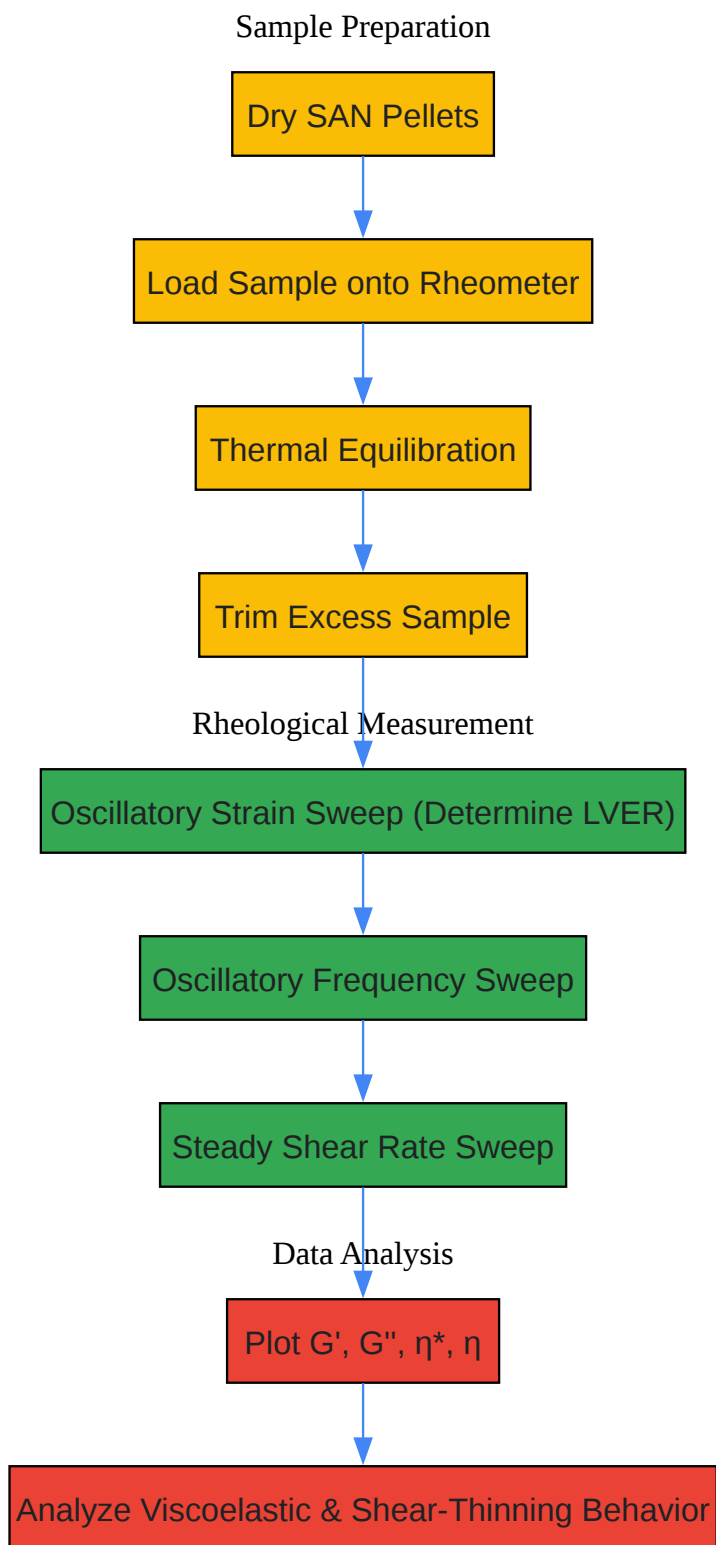 Sample Preparation
Dry SAN Pellets
Load Sample onto Rheometer
Thermal Equilibration
Trim Excess Sample
Rheological Measurement
Oscillatory Strain Sweep (Determine LVER)
Oscillatory Frequency Sweep
Steady Shear Rate Sweep
Data Analysis
Plot G', G'', η*, η
Analyze Viscoelastic & Shear-Thinning Behavior